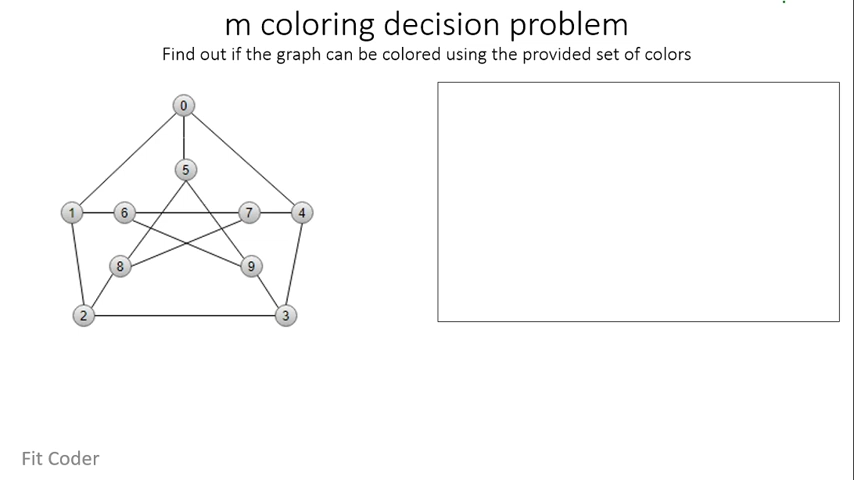 m coloring decision problem
Find out if the graph can be colored using the provided set of colors
0
5
1 6 7 4
8 9
2 3
Fit Coder